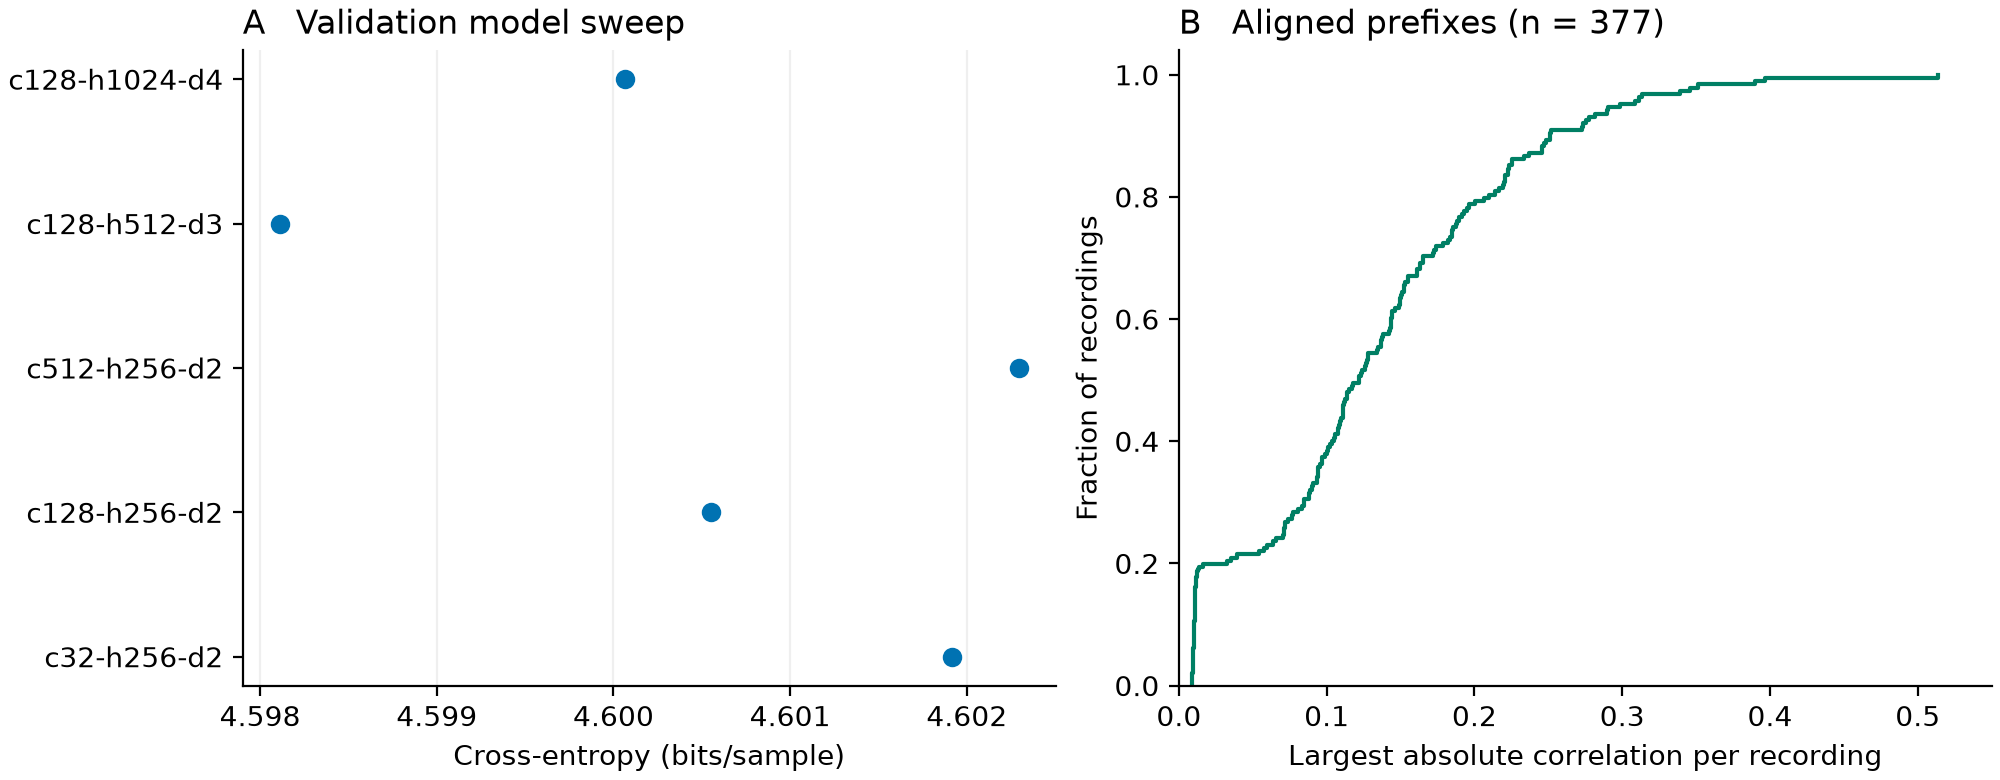 A Validation model sweep
c128-h1024-d4
c128-h512-d3
c512-h256-d2
c128-h256-d2
c32-h256-d2
4.598 4.599 4.600 4.601 4.602
Cross-entropy (bits/sample)
B Aligned prefixes (n = 377)
Fraction of recordings
1.0
0.8
0.6
0.4
0.2
0.0
0.0 0.1 0.2 0.3 0.4 0.5
Largest absolute correlation per recording